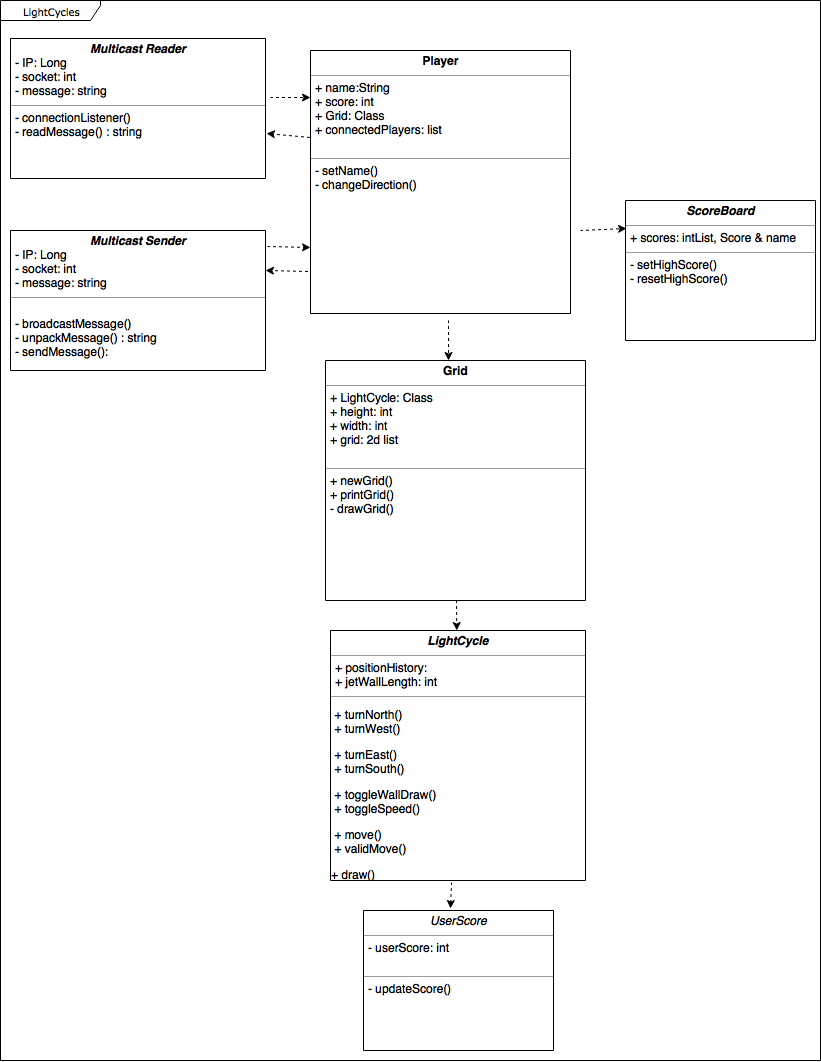 LightCycles
Multicast Reader
- IP: Long
- socket: int
- message: string
- connectionListener()
- readMessage() : string
Player
+ name:String
+ score: int
+ Grid: Class
+ connectedPlayers: list
- setName()
- changeDirection()
ScoreBoard
+ scores: intList, Score & name
- setHighScore()
- resetHighScore()
Multicast Sender
- IP: Long
- socket: int
- message: string
- broadcastMessage()
- unpackMessage() : string
- sendMessage():
Grid
+ LightCycle: Class
+ height: int
+ width: int
+ grid: 2d list
+ newGrid()
+ printGrid()
- drawGrid()
LightCycle
+ positionHistory:
+ jetWallLength: int
+ turnNorth()
+ turnWest()
+ turnEast()
+ turnSouth()
+ toggleWallDraw()
+ toggleSpeed()
+ move()
+ validMove()
+ draw()
UserScore
- userScore: int
- updateScore()